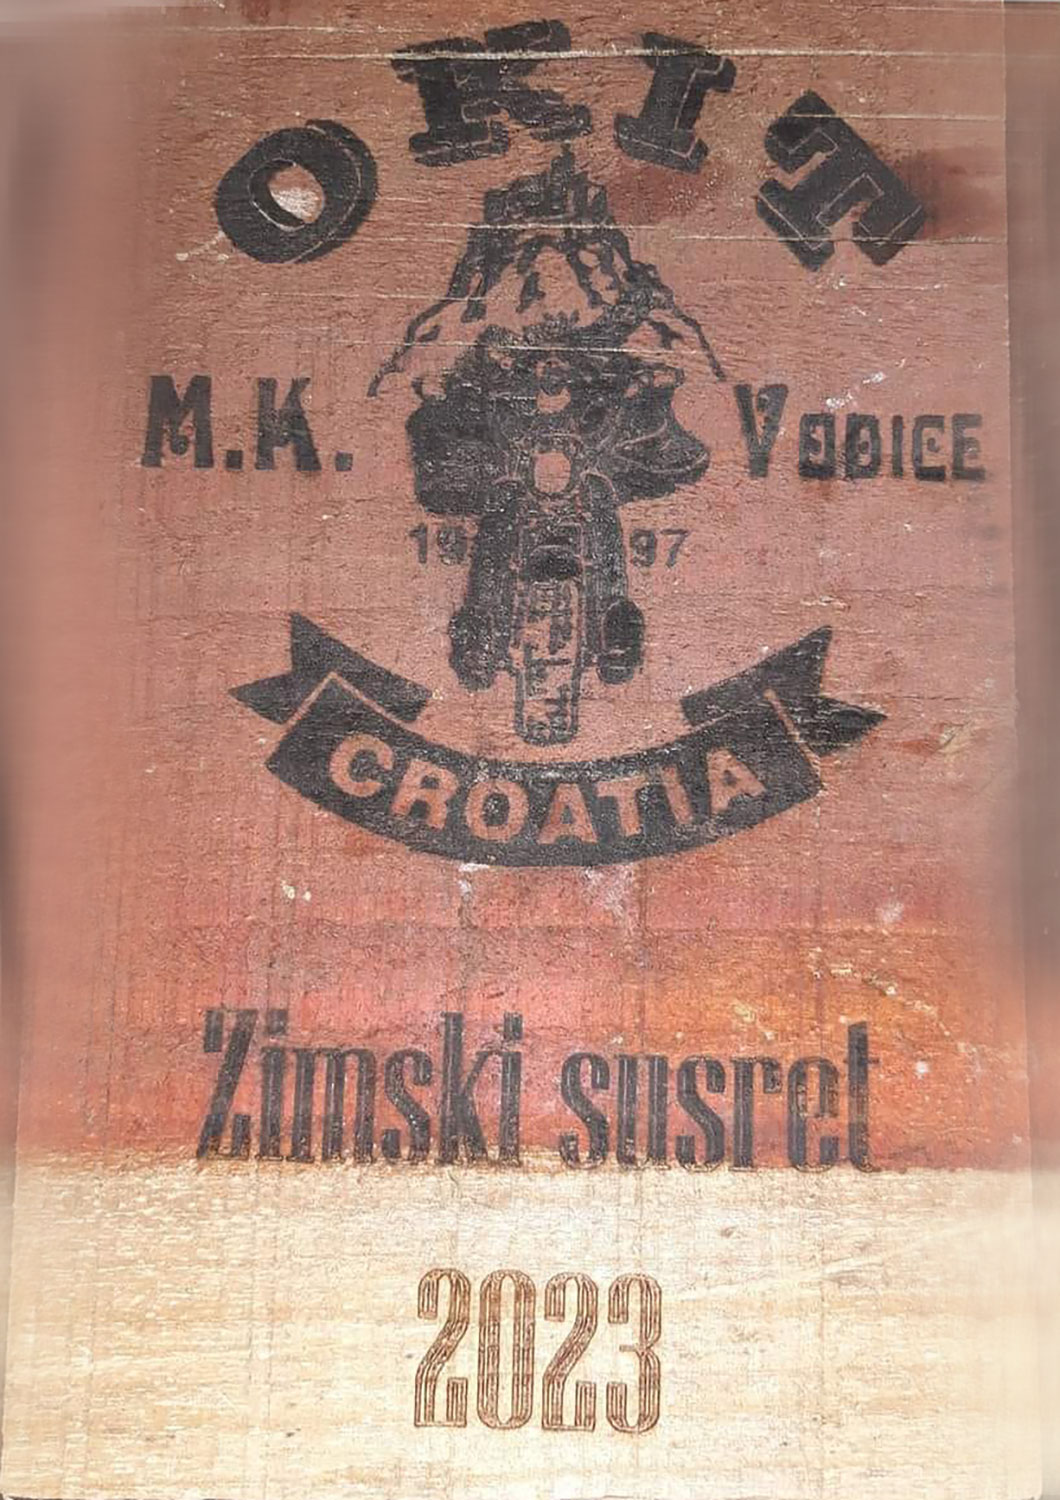 OKIT
M.K. VODICE
1997
CROATIA
Zimski susret
2023